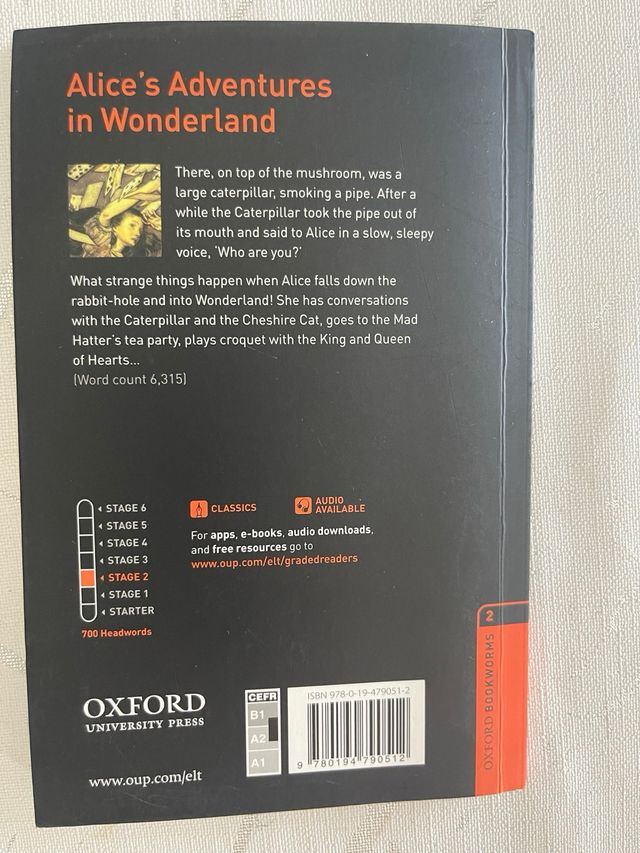 Alice's Adventures
in Wonderland
There, on top of the mushroom, was a
large caterpillar, smoking a pipe. After a
while the Caterpillar took the pipe out of
its mouth and said to Alice in a slow, sleepy
voice, 'Who are you?'
What strange things happen when Alice falls down the
rabbit-hole and into Wonderland! She has conversations
with the Caterpillar and the Cheshire Cat, goes to the Mad
Hatter's tea party, plays croquet with the King and Queen
of Hearts...
(Word count 6,315)
STAGE 6
STAGE 5
STAGE 4
STAGE 3
STAGE 2
STAGE 1
STARTER
700 Headwords
CLASSICS
AUDIO
AVAILABLE
For apps, e-books, audio downloads,
and free resources go to
www.oup.com/elt/gradedreaders
OXFORD
UNIVERSITY PRESS
www.oup.com/elt
CEFR
B1
A2
A1
ISBN 978-0-19-479051-2
9 780194 790512
2
OXFORD BOOKWORMS